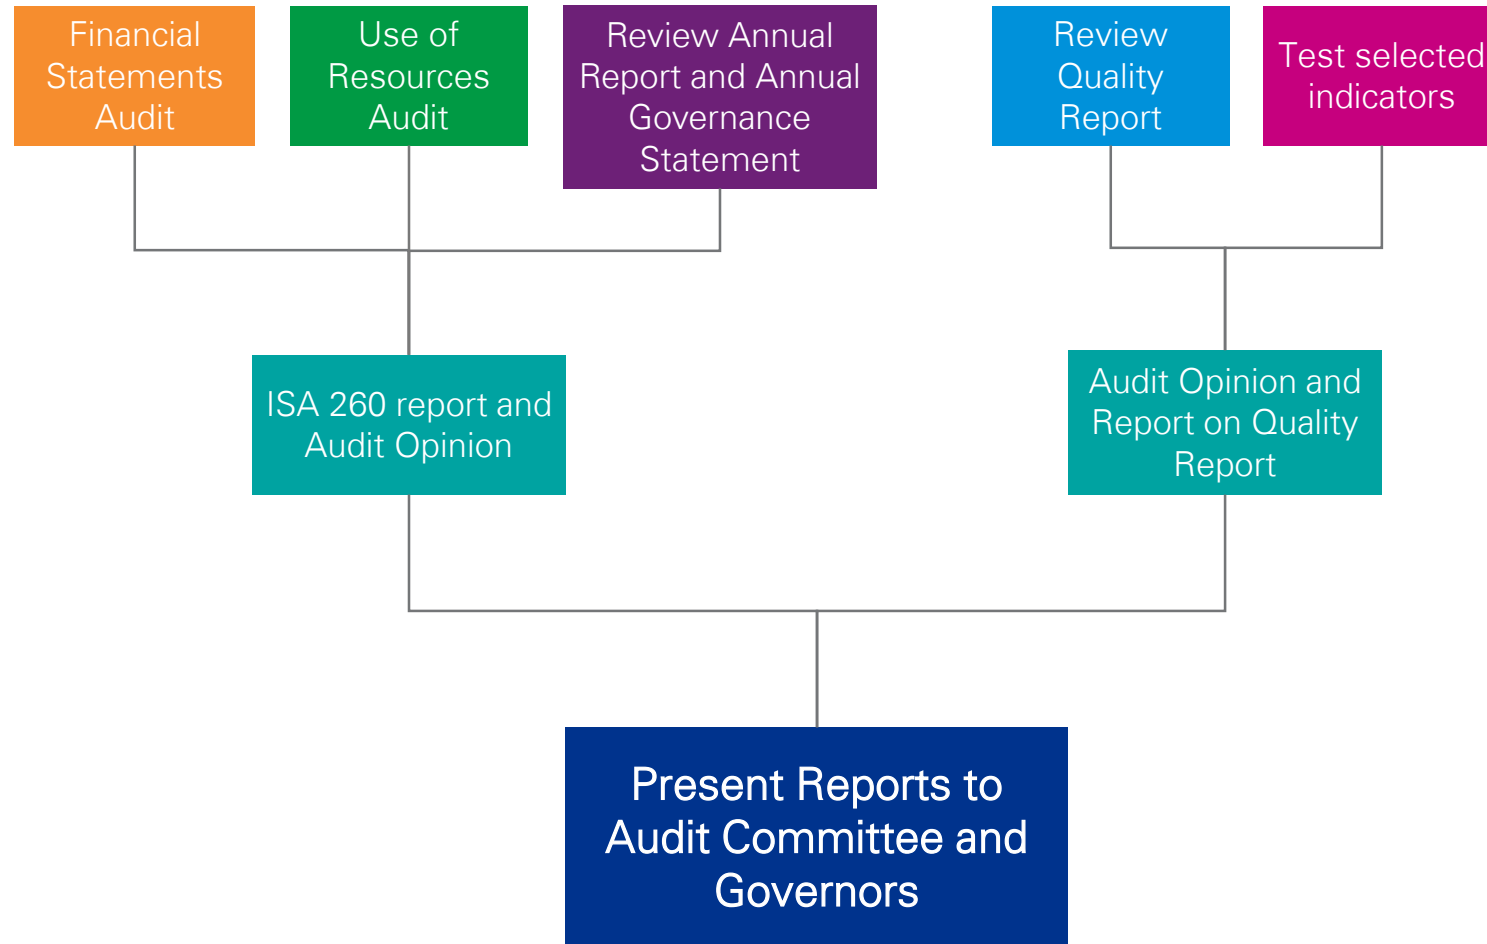 Financial
Statements
Audit
Use of
Resources
Audit
Review Annual
Report and Annual
Governance
Statement
Review
Quality
Report
Test selected
indicators
ISA 260 report and
Audit Opinion
Audit Opinion and
Report on Quality
Report
Present Reports to
Audit Committee and
Governors